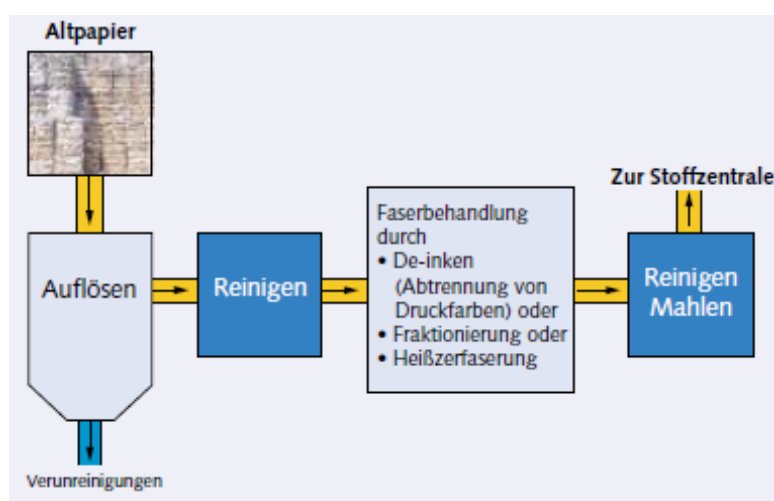 Altpapier
Auflösen
Verunreinigungen
Reinigen
Faserbehandlung
durch
• De-inken
(Abtrennung von
Druckfarben) oder
• Fraktionierung oder
• Heißzerfaserung
Zur Stoffzentrale
Reinigen
Mahlen